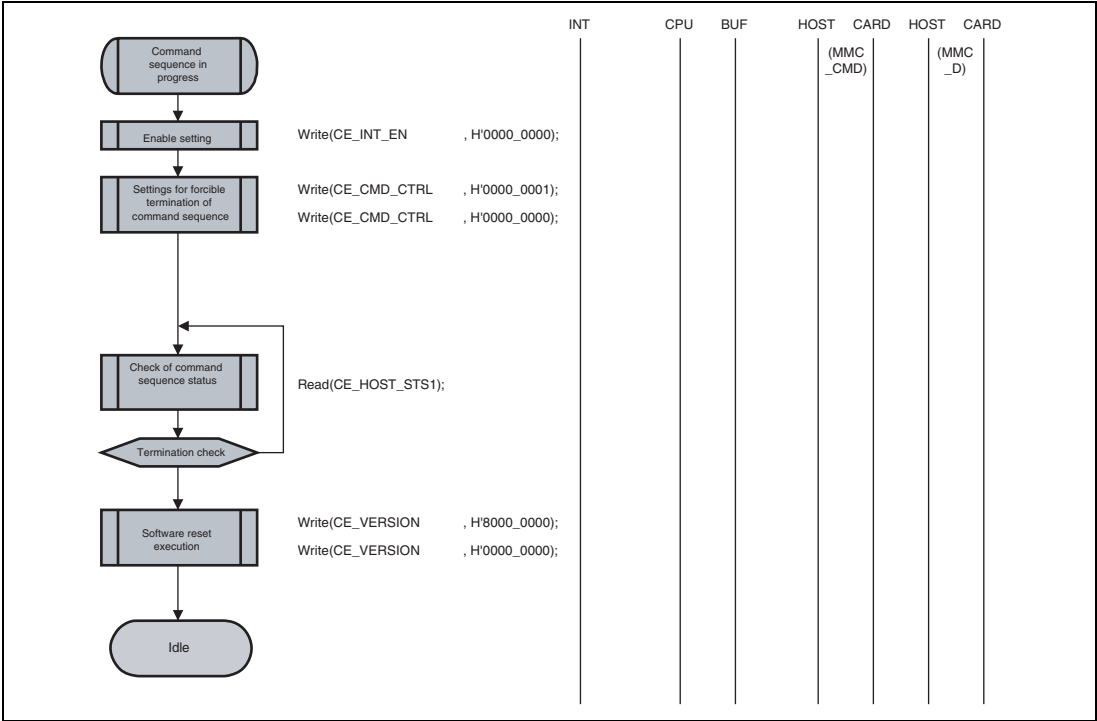 INT CPU BUF HOST CARD HOST CARD
(MMC
_CMD)
(MMC
_D)
Command
sequence in
progress
Enable setting
Write(CE_INT_EN , H'0000_0000);
Settings for forcible
termination of
command sequence
Write(CE_CMD_CTRL , H'0000_0001);
Write(CE_CMD_CTRL , H'0000_0000);
Check of command
sequence status
Read(CE_HOST_STS1);
Termination check
Software reset
execution
Write(CE_VERSION , H'8000_0000);
Write(CE_VERSION , H'0000_0000);
Idle